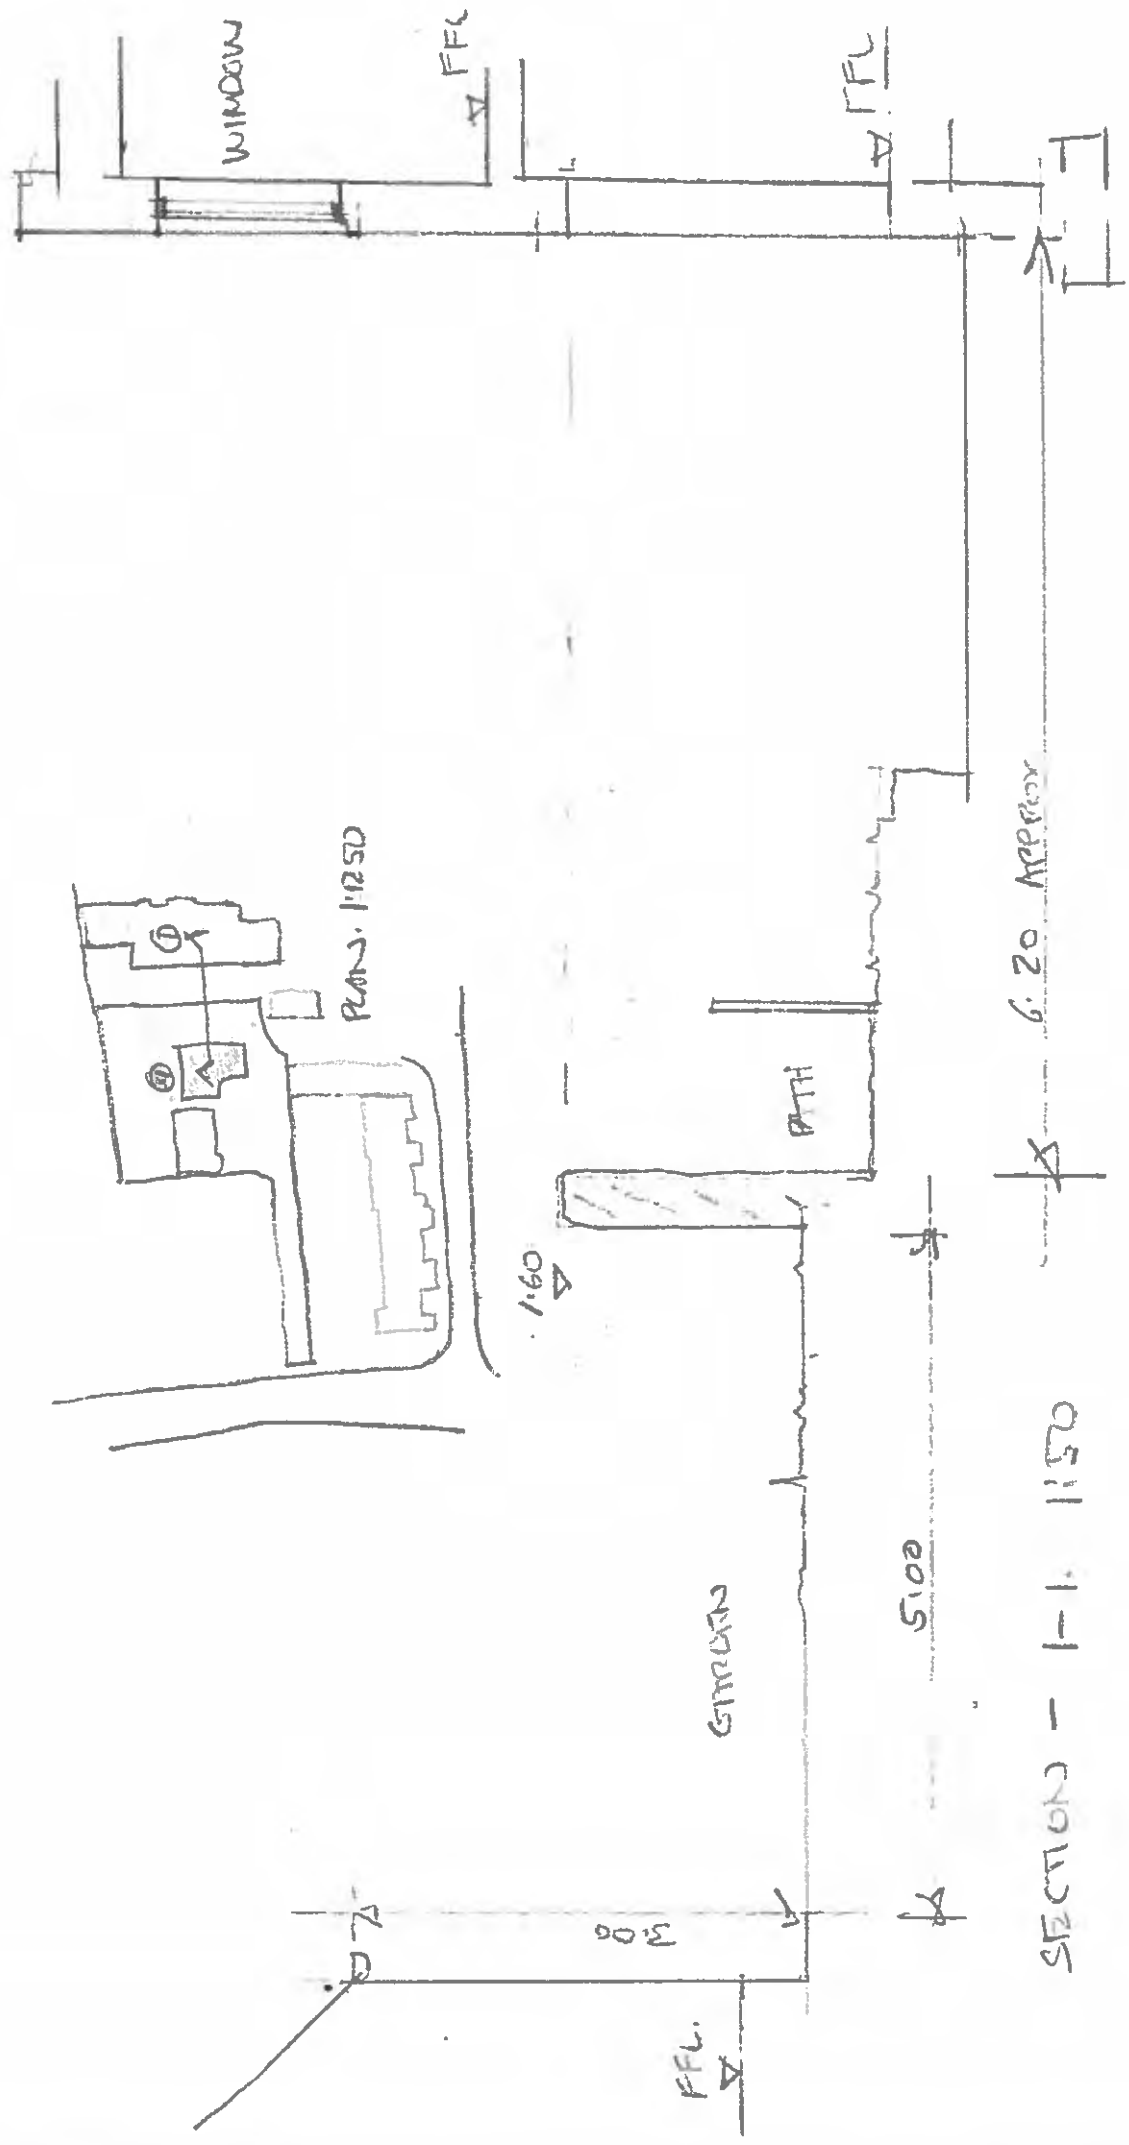 WINDOW
FFL
FFL
PLAN. 1:1250
1
1.60
PATH
6.20 APPROX
GARDEN
5.00
3.00
FFL.
SECTION - 1-1. 1:50